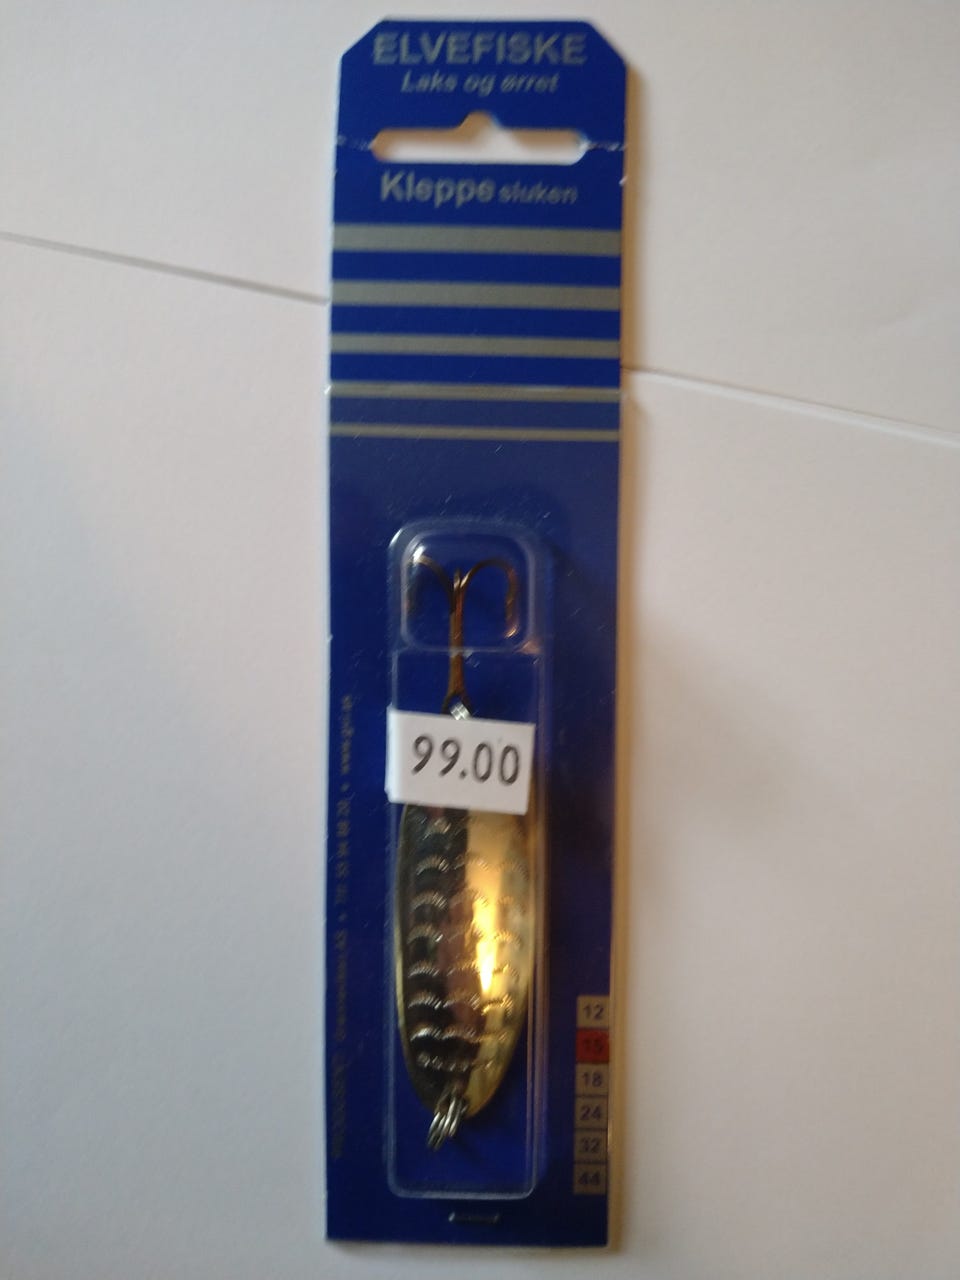 ELVEFISKE
Laks og ørret
Kleppe sluken
99.00
12
15
18
24
32
44